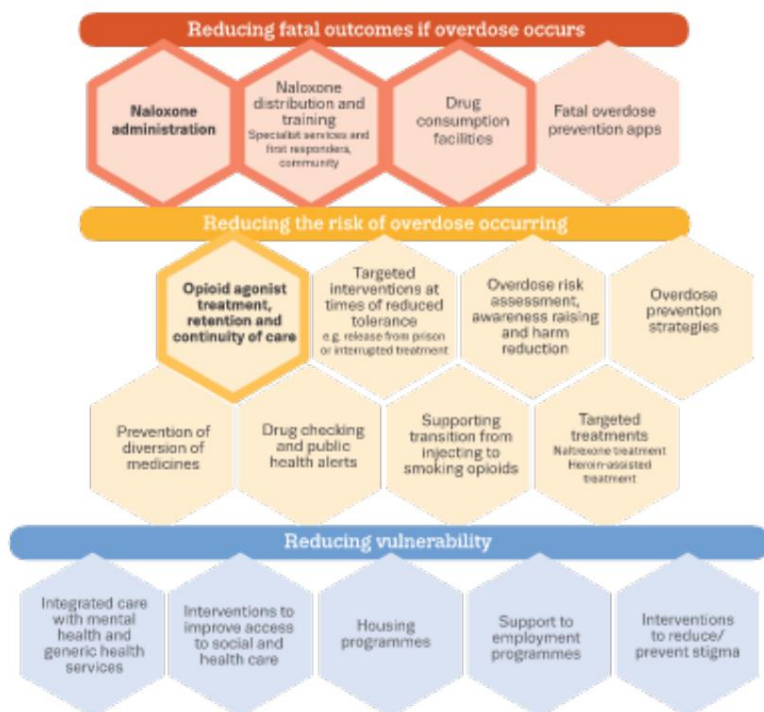 Reducing fatal outcomes if overdose occurs
Naloxone
administration
Naloxone
distribution and
training
Specialist services and
first responders,
community
Drug
consumption
facilities
Fatal overdose
prevention apps
Reducing the risk of overdose occurring
Opioid agonist
treatment,
retention and
continuity of care
Targeted
interventions at
times of reduced
tolerance
e.g. release from prison
or interrupted treatment
Overdose risk
assessment,
awareness raising
and harm
reduction
Overdose
prevention
strategies
Prevention of
diversion of
medicines
Drug checking
and public
health alerts
Supporting
transition from
injecting to
smoking opioids
Targeted
treatments
Naltrexone treatment
Heroin-assisted
treatment
Reducing vulnerability
Integrated care
with mental
health and
generic health
services
Interventions to
improve access
to social and
health care
Housing
programmes
Support to
employment
programmes
Interventions
to reduce/
prevent stigma